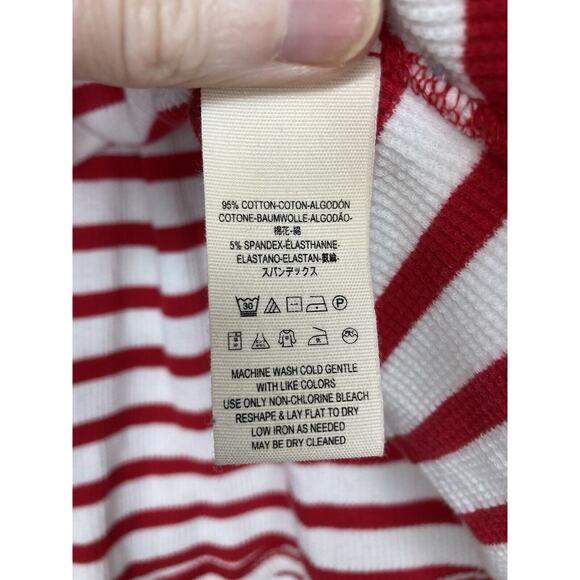 95% COTTON-COTON-ALGODÓN
COTONE-BAUMWOLLE-ALGODÃO-
棉花-綿
5% SPANDEX-ÉLASTHANNE-
ELASTANO-ELASTAN-氨綸-
スパンデックス
30 P
MACHINE WASH COLD GENTLE
WITH LIKE COLORS
USE ONLY NON-CHLORINE BLEACH
RESHAPE & LAY FLAT TO DRY
LOW IRON AS NEEDED
MAY BE DRY CLEANED